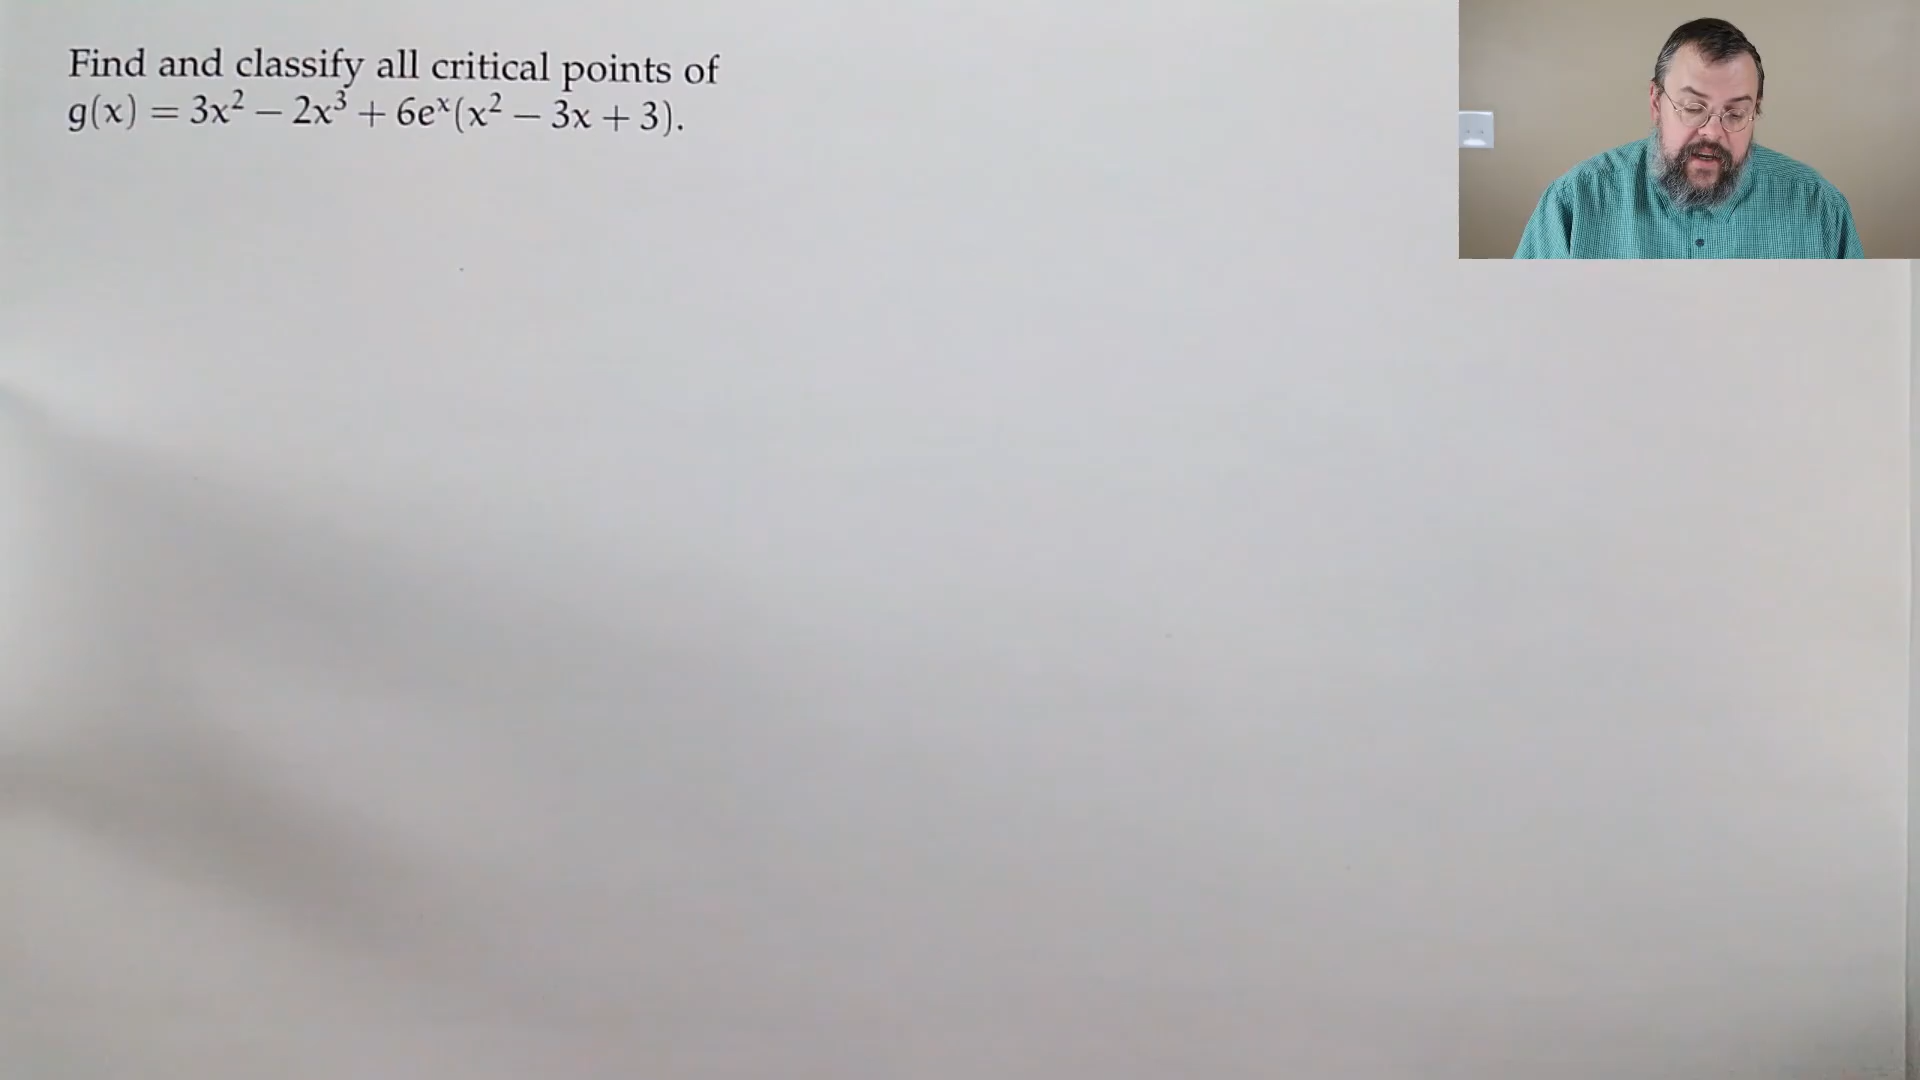 Find and classify all critical points of
g(x) = 3x² − 2x³ + 6eˣ(x² − 3x + 3).